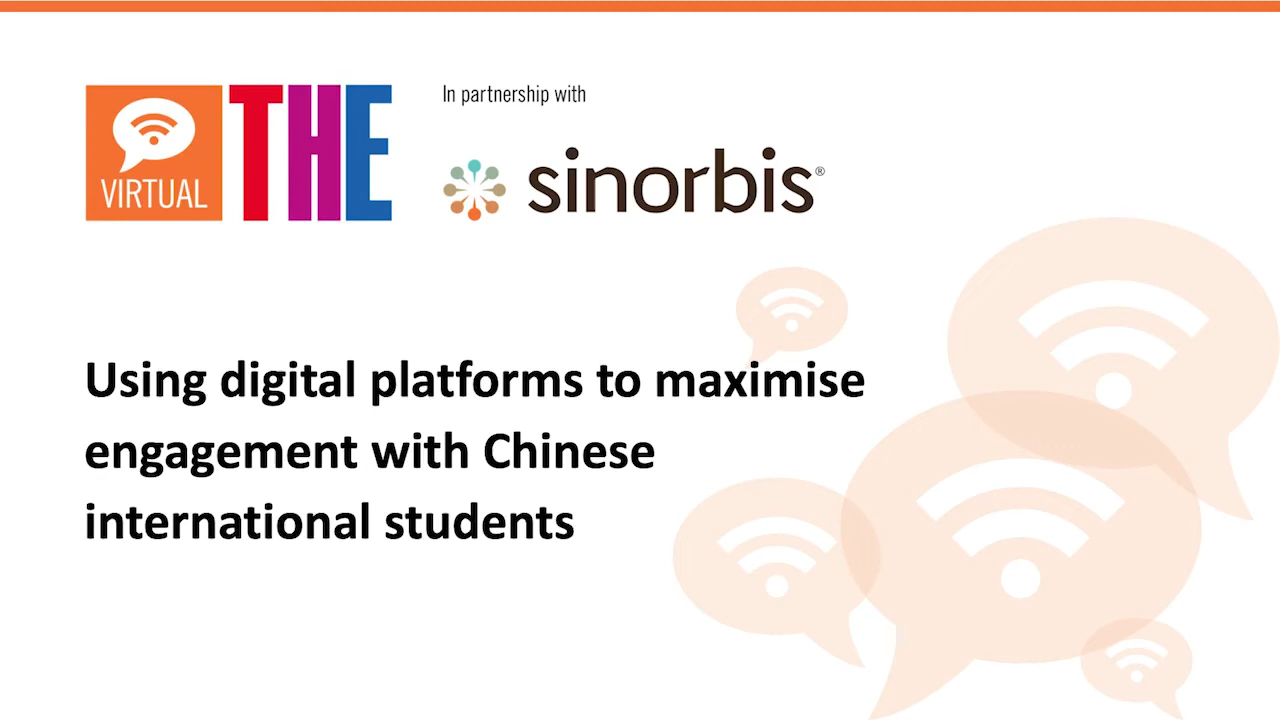 VIRTUAL
THE
In partnership with
sinorbis®
Using digital platforms to maximise
engagement with Chinese
international students